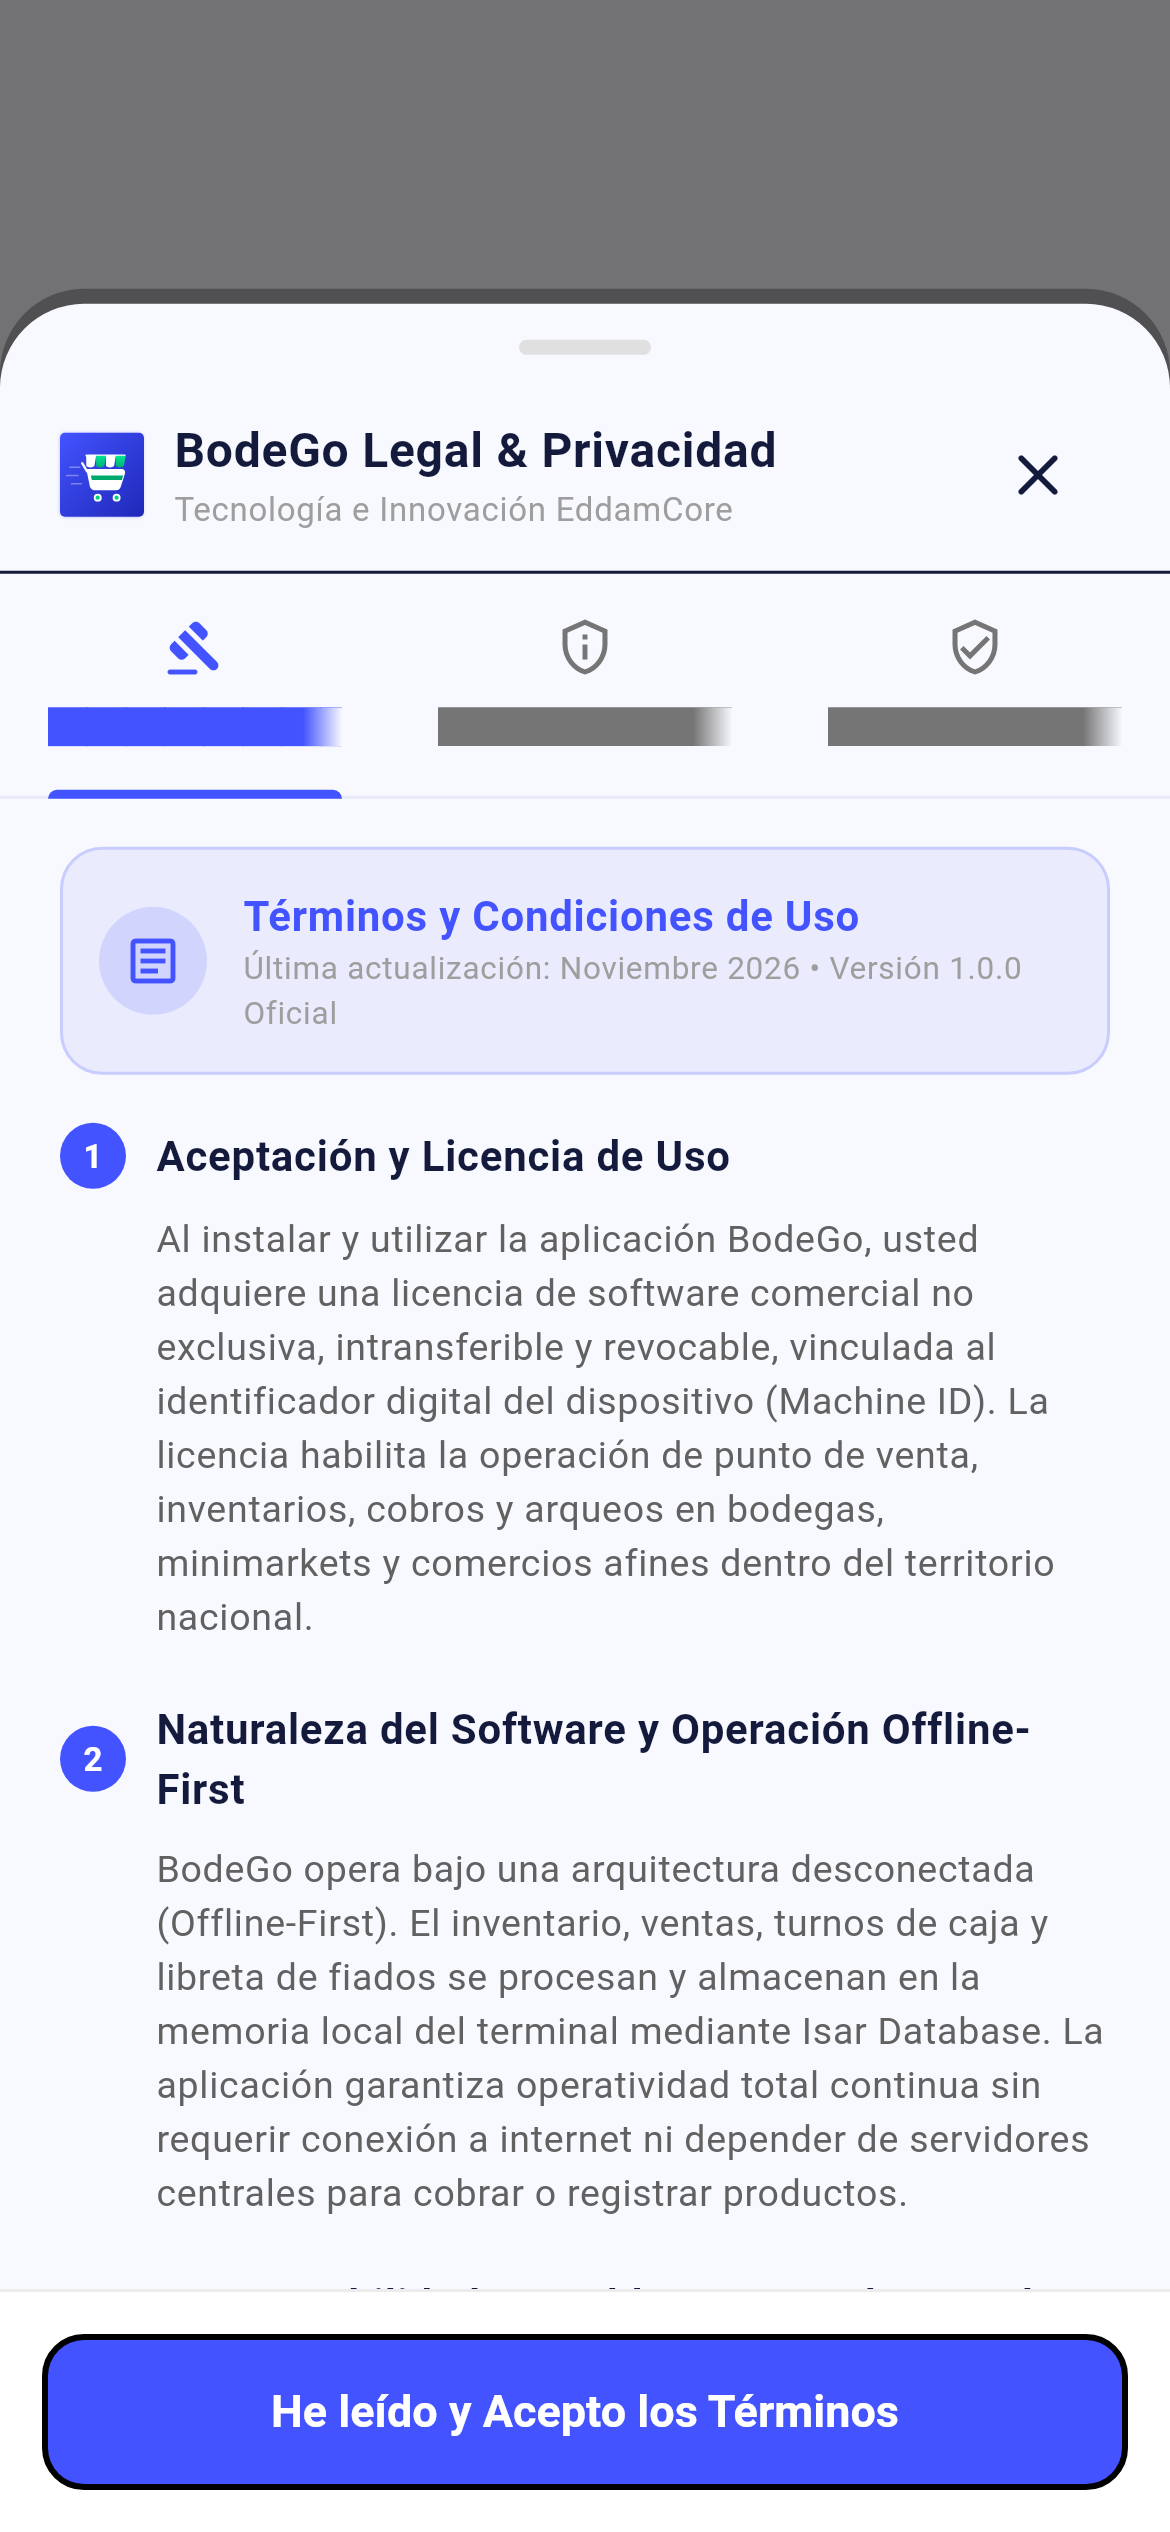 BodeGo Legal & Privacidad
Tecnología e Innovación EddamCore
Términos y Condiciones de Uso
Última actualización: Noviembre 2026 • Versión 1.0.0
Oficial
1 Aceptación y Licencia de Uso
Al instalar y utilizar la aplicación BodeGo, usted
adquiere una licencia de software comercial no
exclusiva, intransferible y revocable, vinculada al
identificador digital del dispositivo (Machine ID). La
licencia habilita la operación de punto de venta,
inventarios, cobros y arqueos en bodegas,
minimarkets y comercios afines dentro del territorio
nacional.
2 Naturaleza del Software y Operación Offline-
First
BodeGo opera bajo una arquitectura desconectada
(Offline-First). El inventario, ventas, turnos de caja y
libreta de fiados se procesan y almacenan en la
memoria local del terminal mediante Isar Database. La
aplicación garantiza operatividad total continua sin
requerir conexión a internet ni depender de servidores
centrales para cobrar o registrar productos.
He leído y Acepto los Términos